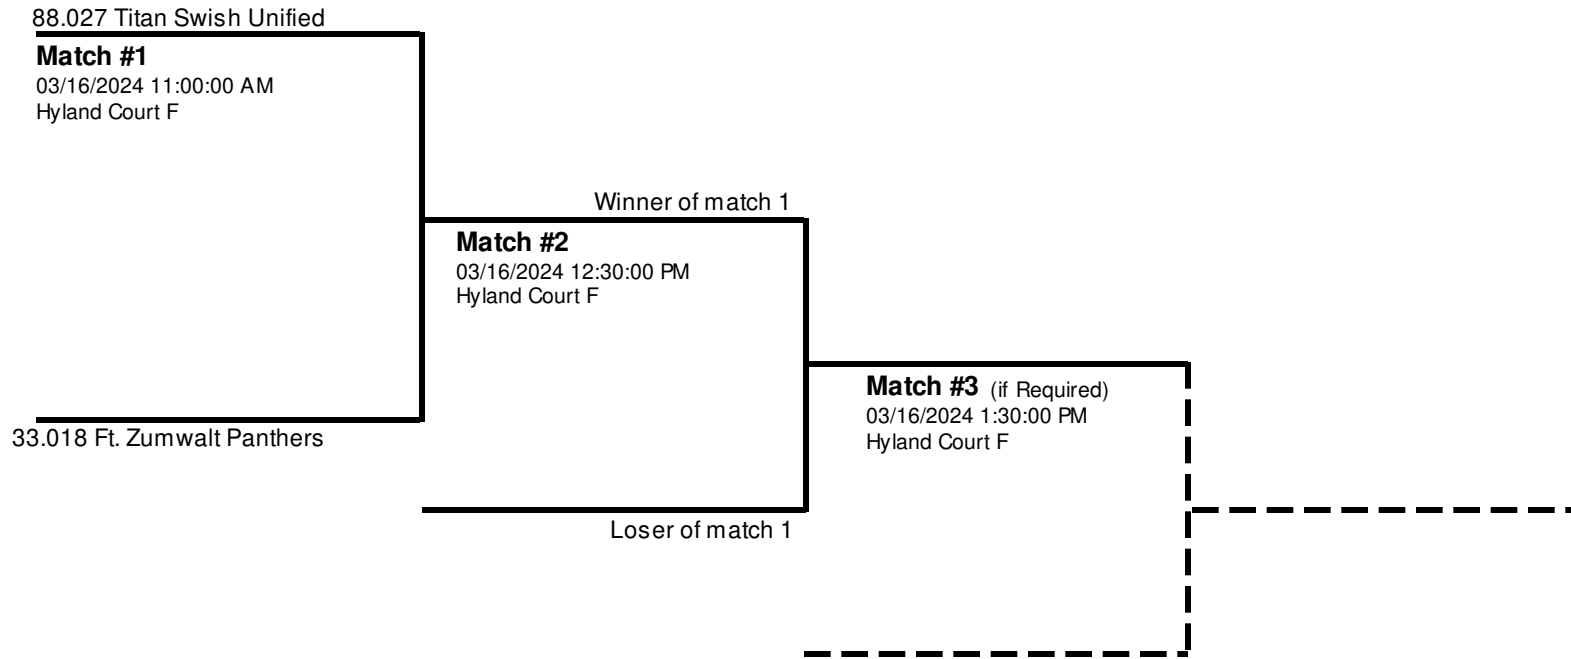 88.027 Titan Swish Unified
Match #1
03/16/2024 11:00:00 AM
Hyland Court F
Winner of match 1
Match #2
03/16/2024 12:30:00 PM
Hyland Court F
Match #3 (if Required)
03/16/2024 1:30:00 PM
Hyland Court F
33.018 Ft. Zumwalt Panthers
Loser of match 1